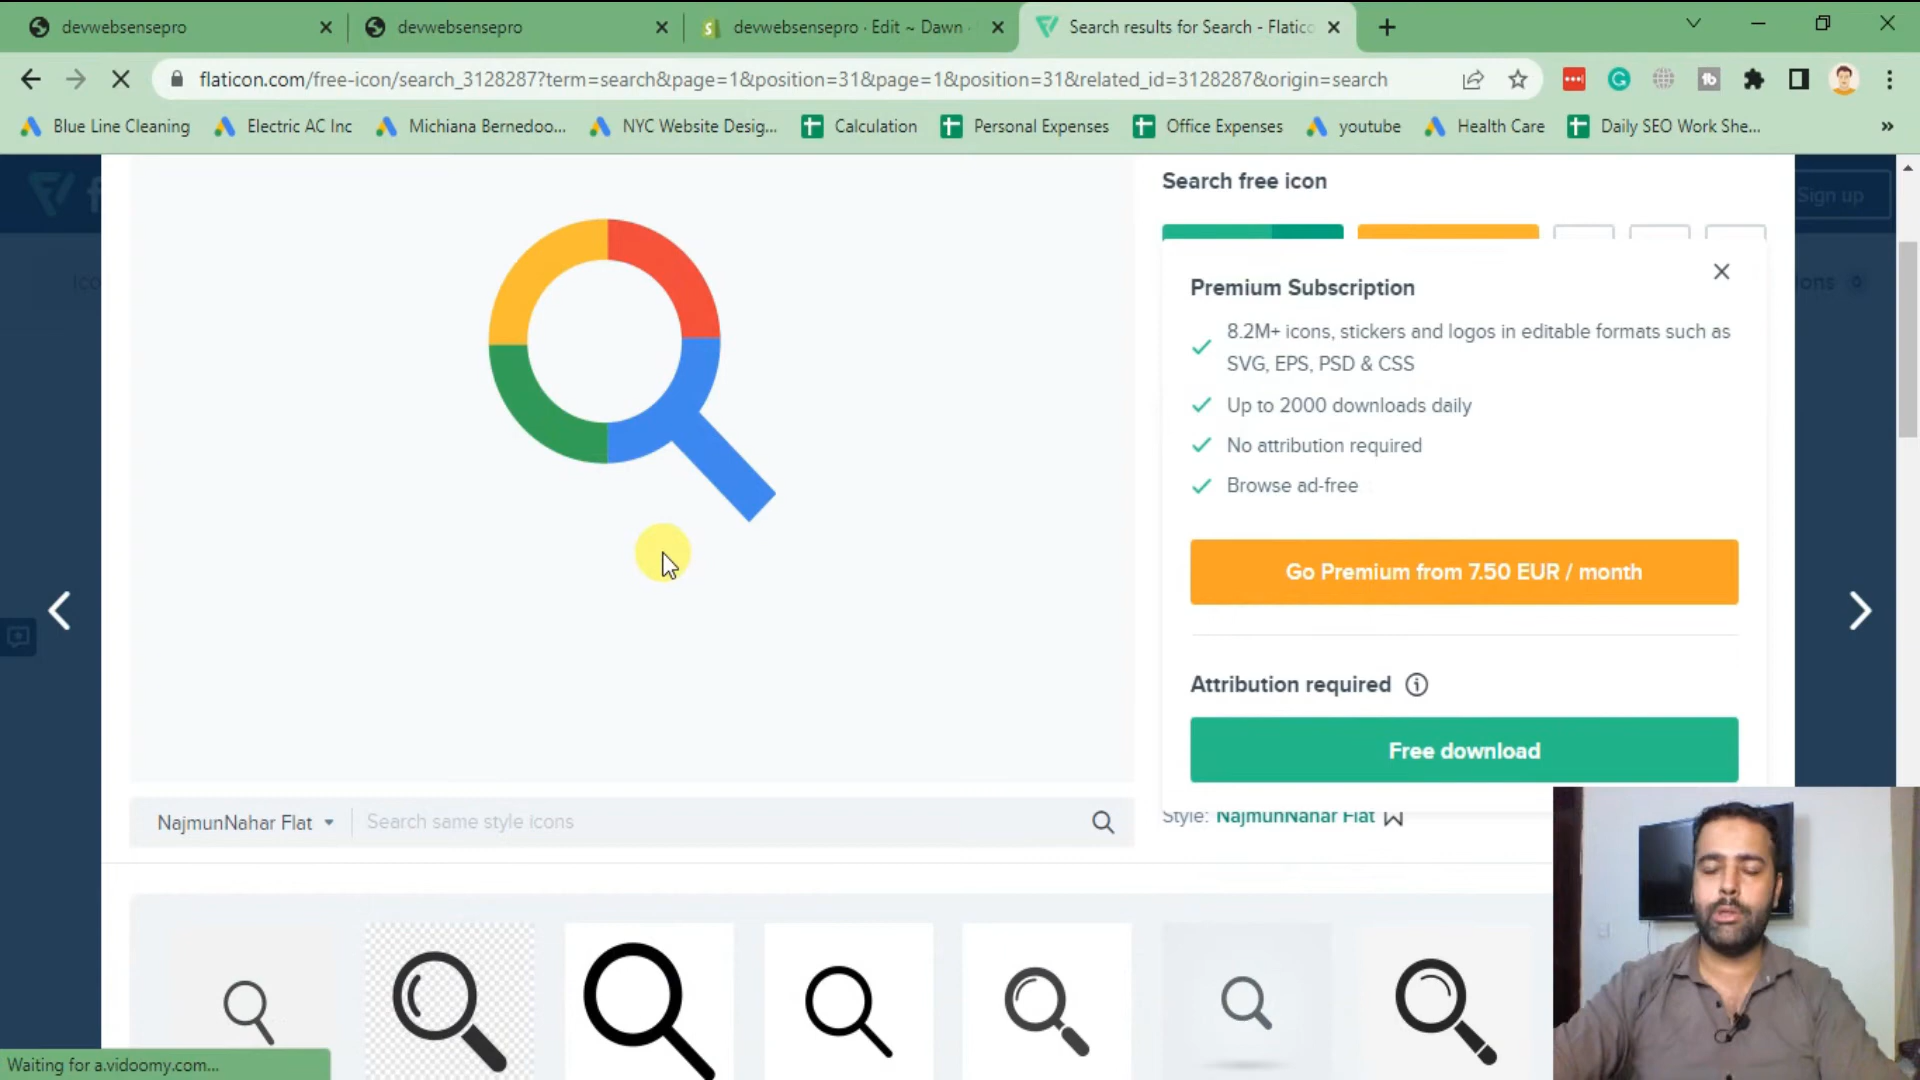 devwebsensepro
devwebsensepro
devwebsensepro · Edit ~ Dawn
Search results for Search - Flatic
flaticon.com/free-icon/search_3128287?term=search&page=1&position=31&page=1&position=31&related_id=3128287&origin=search
Blue Line Cleaning
Electric AC Inc
Michiana Bernedoo...
NYC Website Desig...
Calculation
Personal Expenses
Office Expenses
youtube
Health Care
Daily SEO Work She...
Sign up
Search free icon
Premium Subscription
8.2M+ icons, stickers and logos in editable formats such as
SVG, EPS, PSD & CSS
Up to 2000 downloads daily
No attribution required
Browse ad-free
Go Premium from 7.50 EUR / month
Attribution required
Free download
NajmunNahar Flat
Search same style icons
Style: NajmunNahar Flat
Waiting for a.vidoomy.com...